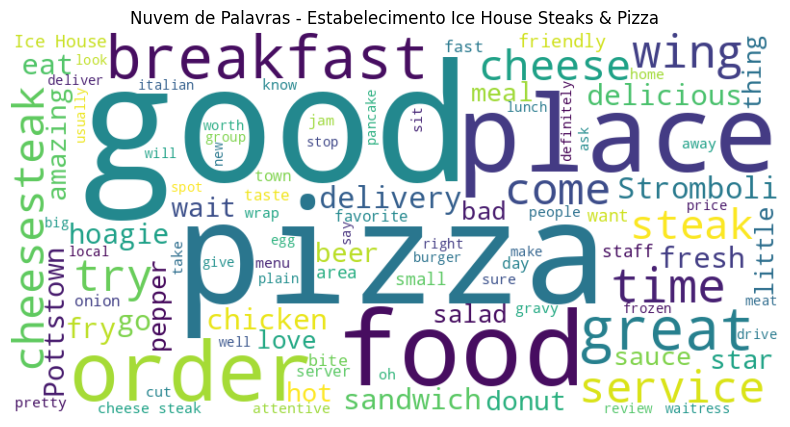 Nuvem de Palavras - Estabelecimento Ice House Steaks & Pizza
Ice House
look
deliver
eat
usually
amazing
cheesesteak
breakfast
italian
know
fast
friendly
wing
thing
cheese
home
meal
lunch
delicious
definitely
good
place
worth
group
jam
stop
new
will
pancake
sit
ask
away
town
delivery
come
Stromboli
spot
taste
wait
wrap
favorite
bad
people
want
price
big
local
hoagie
take
egg
say
beer
right
burger
make
day
steak
staff
little
pizza
try
Pottstown
pepper
give
menu
plain
area
small
sure
time
fresh
meat
onion
go
fry
chicken
salad
gravy
frozen
drive
great
well
love
food
sauce
star
order
bite
server
hot
oh
cut
sandwich
donut
service
pretty
cheese steak
attentive
review
waitress